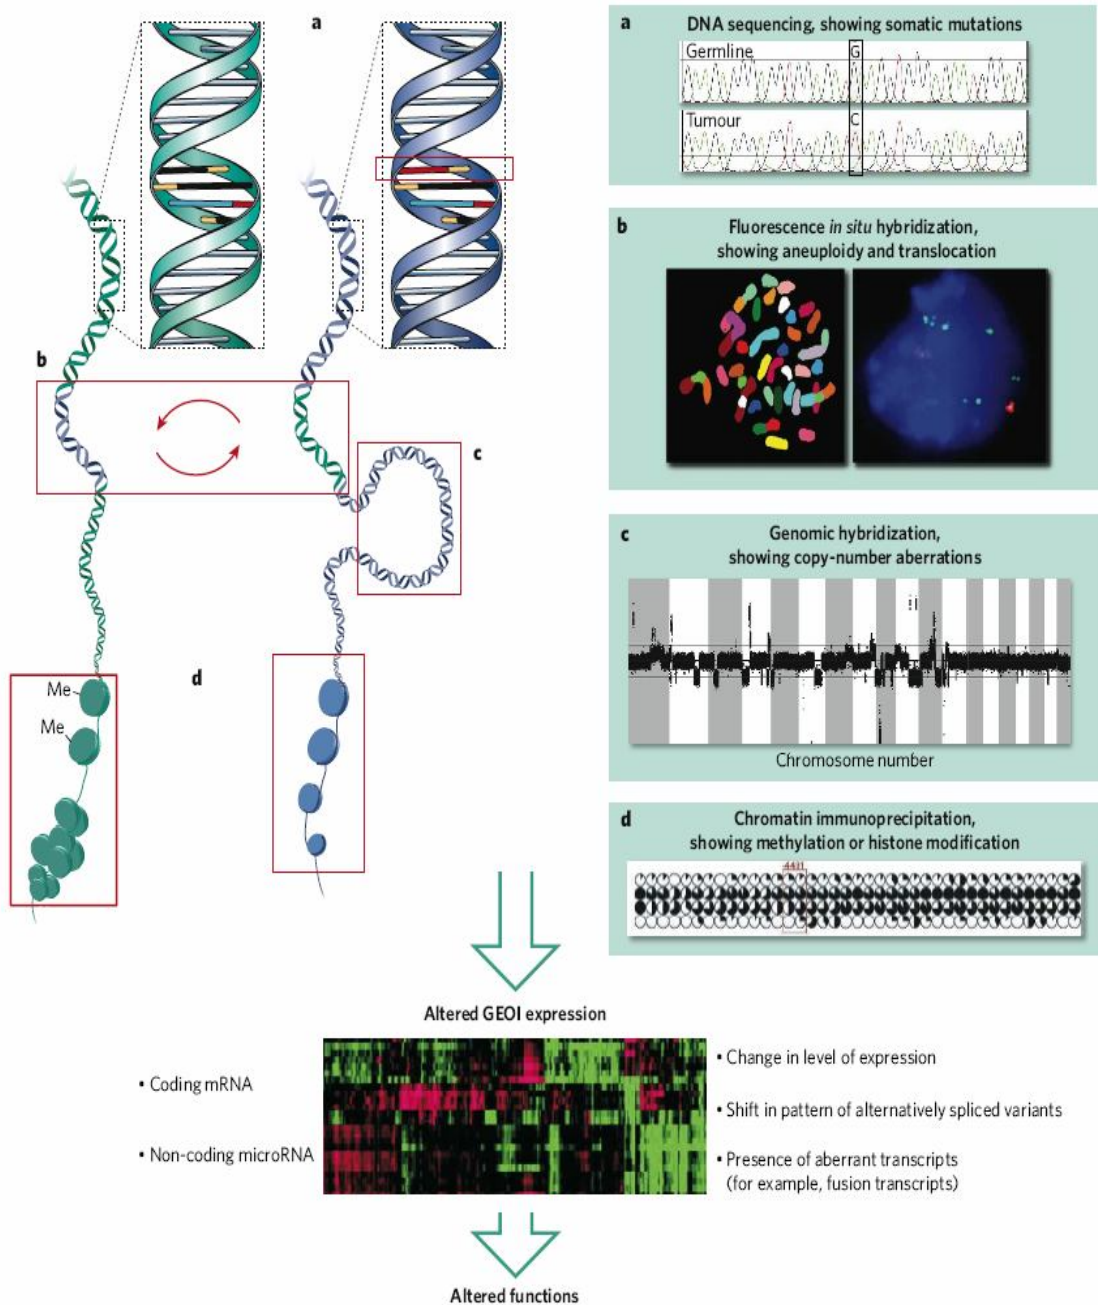 a
b
c
d
Me
Me
a
DNA sequencing, showing somatic mutations
Germline
G
Tumour
C
b
Fluorescence in situ hybridization,
showing aneuploidy and translocation
c
Genomic hybridization,
showing copy-number aberrations
Chromosome number
d
Chromatin immunoprecipitation,
showing methylation or histone modification
Altered GEOI expression
• Coding mRNA
• Non-coding microRNA
• Change in level of expression
• Shift in pattern of alternatively spliced variants
• Presence of aberrant transcripts
(for example, fusion transcripts)
Altered functions